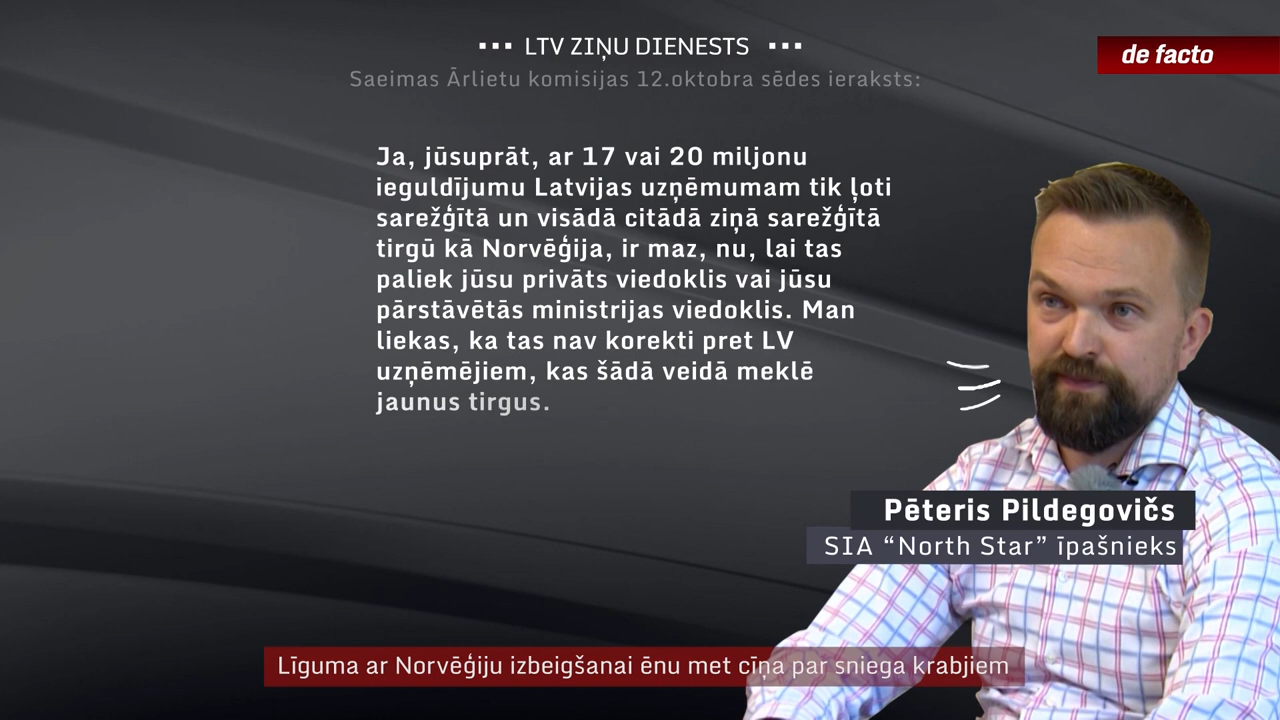 LTV ZIŅU DIENESTS
de facto
Saeimas Ārlietu komisijas 12.oktobra sēdes ieraksts:
Ja, jūsuprāt, ar 17 vai 20 miljonu
ieguldījumu Latvijas uzņēmumam tik ļoti
sarežģītā un visādā citādā ziņā sarežģītā
tirgū kā Norvēģija, ir maz, nu, lai tas
paliek jūsu privāts viedoklis vai jūsu
pārstāvētās ministrijas viedoklis. Man
liekas, ka tas nav korekti pret LV
uzņēmējiem, kas šādā veidā meklē
jaunus tirgus.
Pēteris Pildegovičs
SIA “North Star” īpašnieks
Līguma ar Norvēģiju izbeigšanai ēnu met cīņa par sniega krabjiem